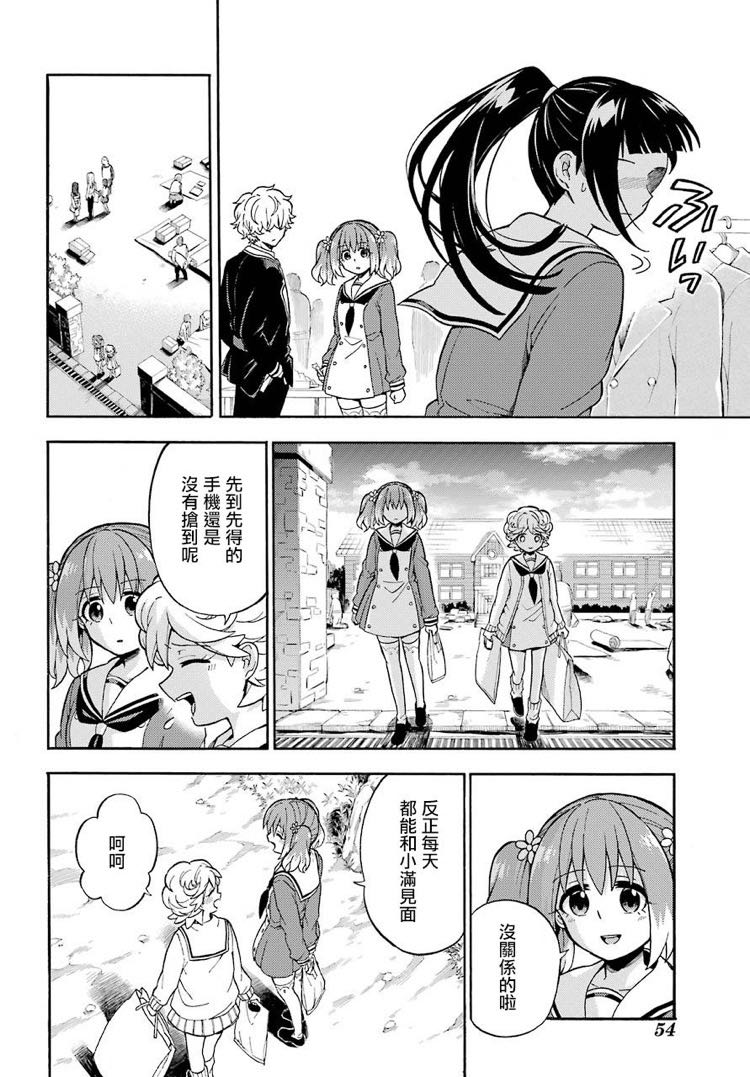 ふいっ
先到先得的
手機還是
沒有搶到呢
沒關係的啦
反正每天
都能和小滿見面
呵呵
54